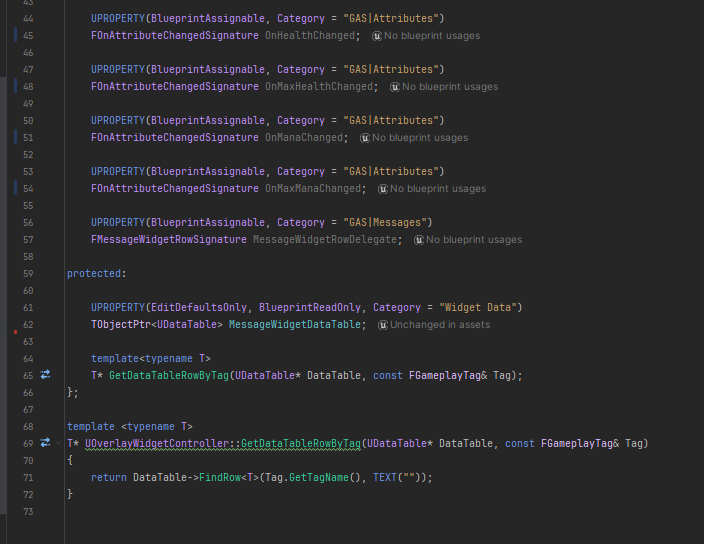 43
44 UPROPERTY(BlueprintAssignable, Category = "GAS|Attributes")
45 FOnAttributeChangedSignature OnHealthChanged; No blueprint usages
46
47 UPROPERTY(BlueprintAssignable, Category = "GAS|Attributes")
48 FOnAttributeChangedSignature OnMaxHealthChanged; No blueprint usages
49
50 UPROPERTY(BlueprintAssignable, Category = "GAS|Attributes")
51 FOnAttributeChangedSignature OnManaChanged; No blueprint usages
52
53 UPROPERTY(BlueprintAssignable, Category = "GAS|Attributes")
54 FOnAttributeChangedSignature OnMaxManaChanged; No blueprint usages
55
56 UPROPERTY(BlueprintAssignable, Category = "GAS|Messages")
57 FMessageWidgetRowSignature MessageWidgetRowDelegate; No blueprint usages
58
59 protected:
60
61 UPROPERTY(EditDefaultsOnly, BlueprintReadOnly, Category = "Widget Data")
62 TObjectPtr<UDataTable> MessageWidgetDataTable; Unchanged in assets
63
64 template<typename T>
65 T* GetDataTableRowByTag(UDataTable* DataTable, const FGameplayTag& Tag);
66 };
67
68 template <typename T>
69 T* UOverlayWidgetController::GetDataTableRowByTag(UDataTable* DataTable, const FGameplayTag& Tag)
70 {
71 return DataTable->FindRow<T>(Tag.GetTagName(), TEXT(""));
72 }
73